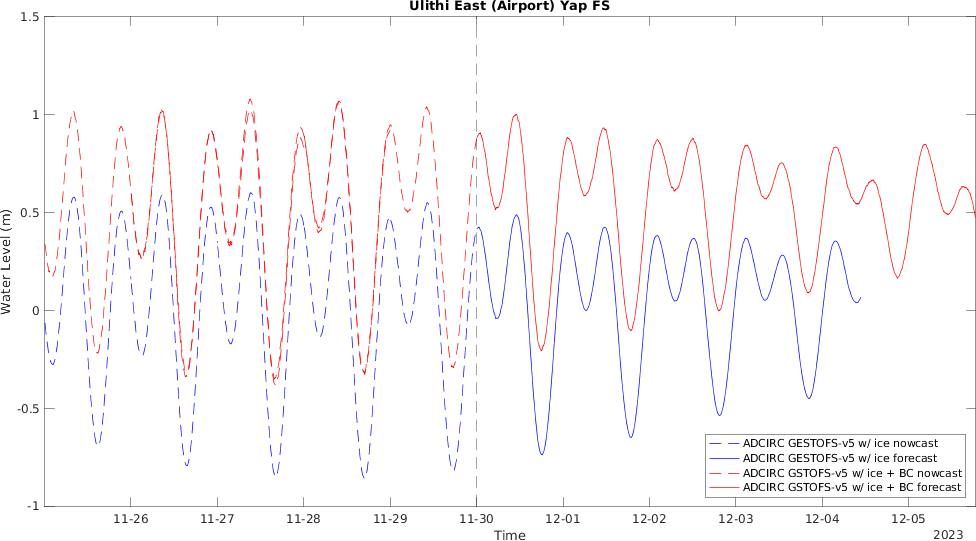 Ulithi East (Airport) Yap FS
Water Level (m)
1.5
1
0.5
0
-0.5
-1
11-26 11-27 11-28 11-29 11-30 12-01 12-02 12-03 12-04 12-05
Time
2023
ADCIRC GESTOFS-v5 w/ ice nowcast
ADCIRC GESTOFS-v5 w/ ice forecast
ADCIRC GSTOFS-v5 w/ ice + BC nowcast
ADCIRC GSTOFS-v5 w/ ice + BC forecast